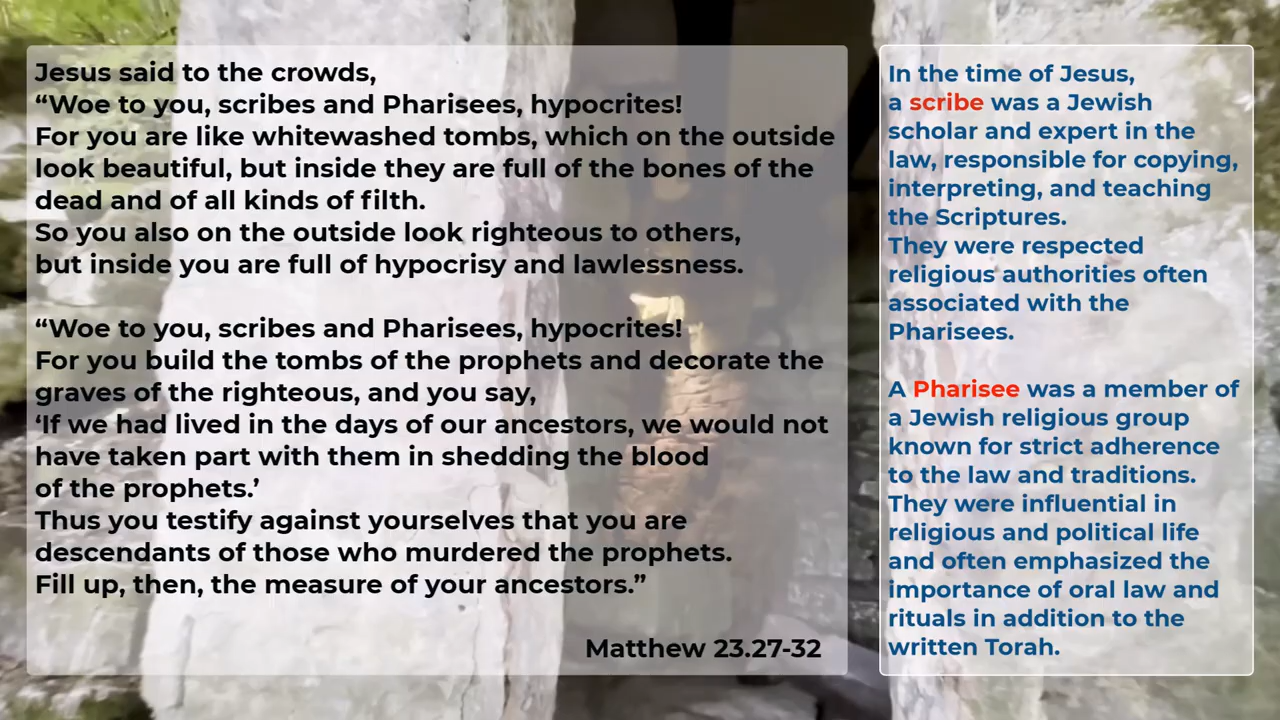 Jesus said to the crowds,
“Woe to you, scribes and Pharisees, hypocrites!
For you are like whitewashed tombs, which on the outside
look beautiful, but inside they are full of the bones of the
dead and of all kinds of filth.
So you also on the outside look righteous to others,
but inside you are full of hypocrisy and lawlessness.
“Woe to you, scribes and Pharisees, hypocrites!
For you build the tombs of the prophets and decorate the
graves of the righteous, and you say,
‘If we had lived in the days of our ancestors, we would not
have taken part with them in shedding the blood
of the prophets.’
Thus you testify against yourselves that you are
descendants of those who murdered the prophets.
Fill up, then, the measure of your ancestors.”
Matthew 23.27-32
In the time of Jesus,
a scribe was a Jewish
scholar and expert in the
law, responsible for copying,
interpreting, and teaching
the Scriptures.
They were respected
religious authorities often
associated with the
Pharisees.
A Pharisee was a member of
a Jewish religious group
known for strict adherence
to the law and traditions.
They were influential in
religious and political life
and often emphasized the
importance of oral law and
rituals in addition to the
written Torah.